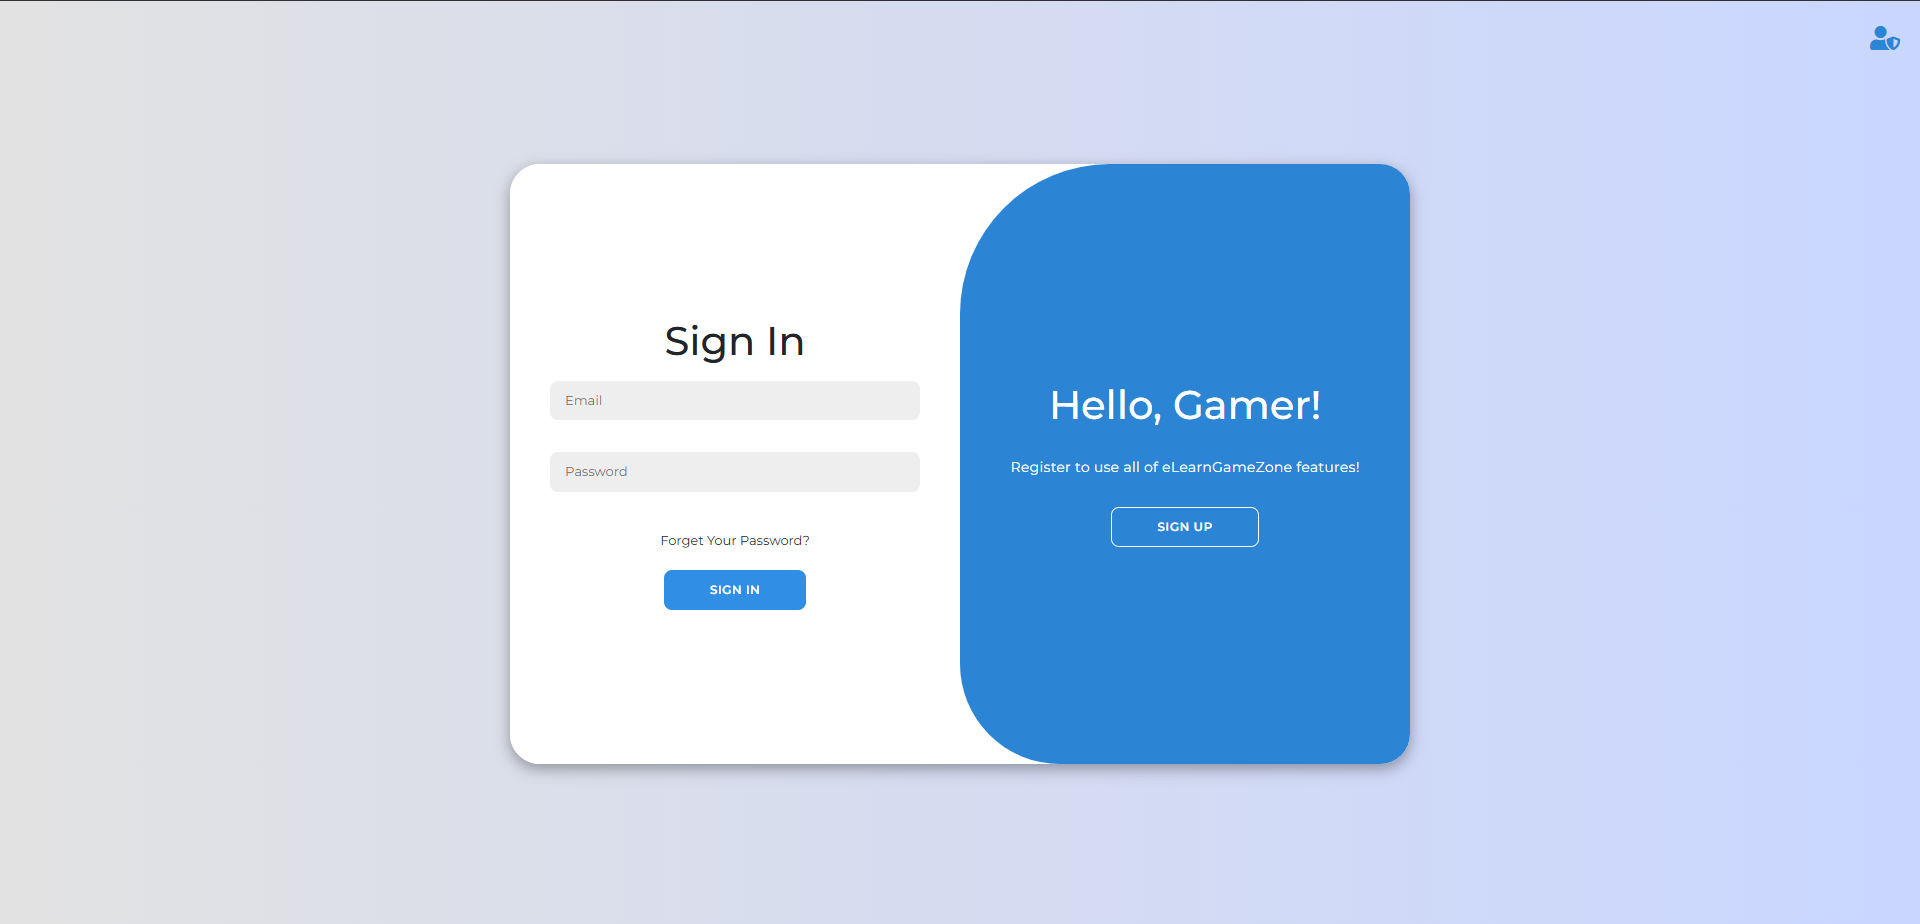 Sign In
Email
Password
Forget Your Password?
SIGN IN
Hello, Gamer!
Register to use all of eLearnGameZone features!
SIGN UP